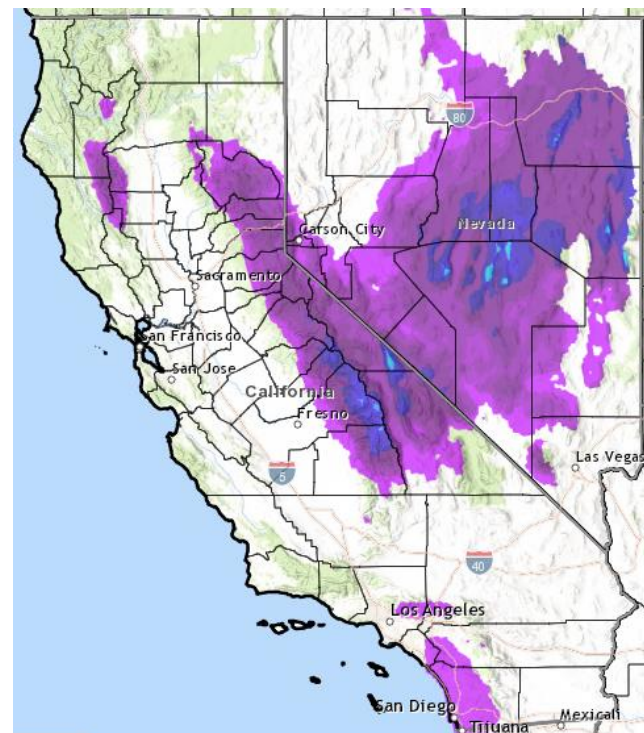 80
Nevada
Carson City
Sacramento
San Francisco
San Jose
California
Fresno
5
Las Vegas
40
Los Angeles
San Diego
Mexicali
Tijuana